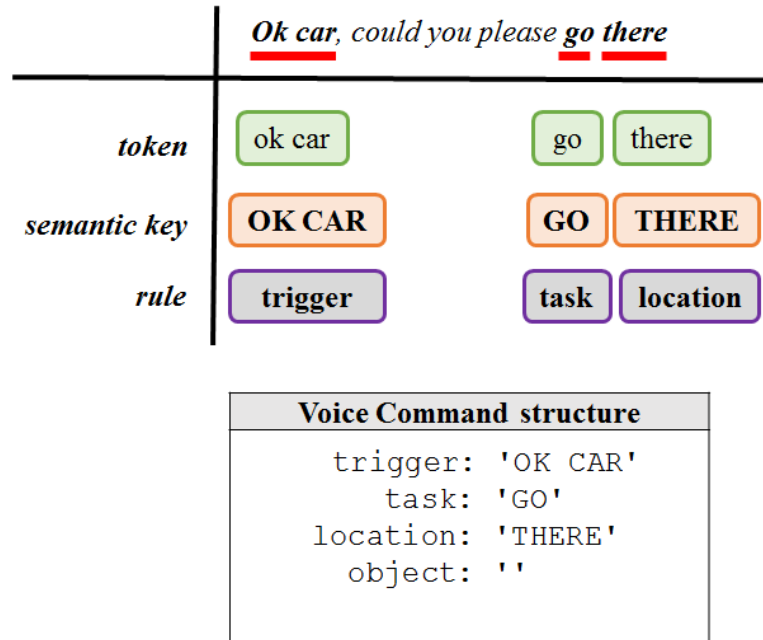 Ok car, could you please go there
token ok car go there
semantic key OK CAR GO THERE
rule trigger task location
Voice Command structure
trigger: 'OK CAR'
task: 'GO'
location: 'THERE'
object: ''